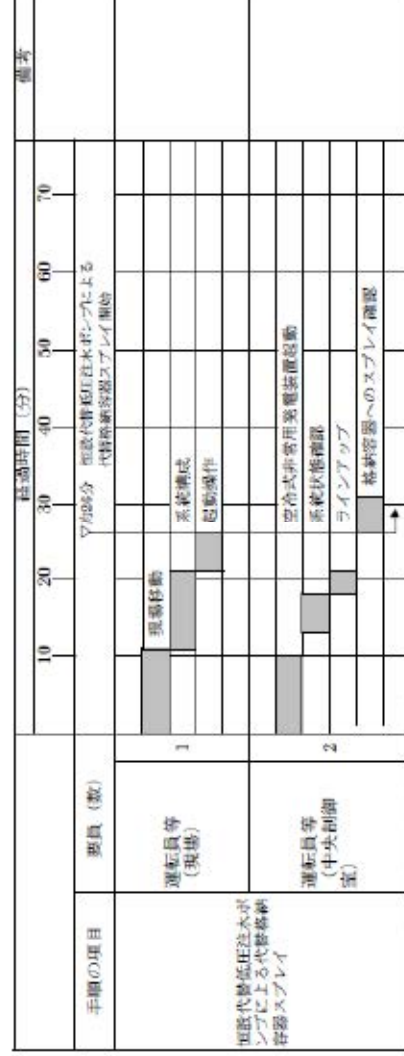 経過時間（分）
備考
10
20
30
40
50
60
70
手順の項目
要員（数）
恒設代替低圧注水ポンプによる
代替格納容器スプレイ開始
恒設代替低圧注水ポ
ンプによる代替格納
容器スプレイ
運転員等
（現場）
1
現場移動
系統構成
起動操作
運転員等
（中央制御
室）
2
空冷式非常用発電装置起動
系統状態確認
ラインアップ
格納容器へのスプレイ確認